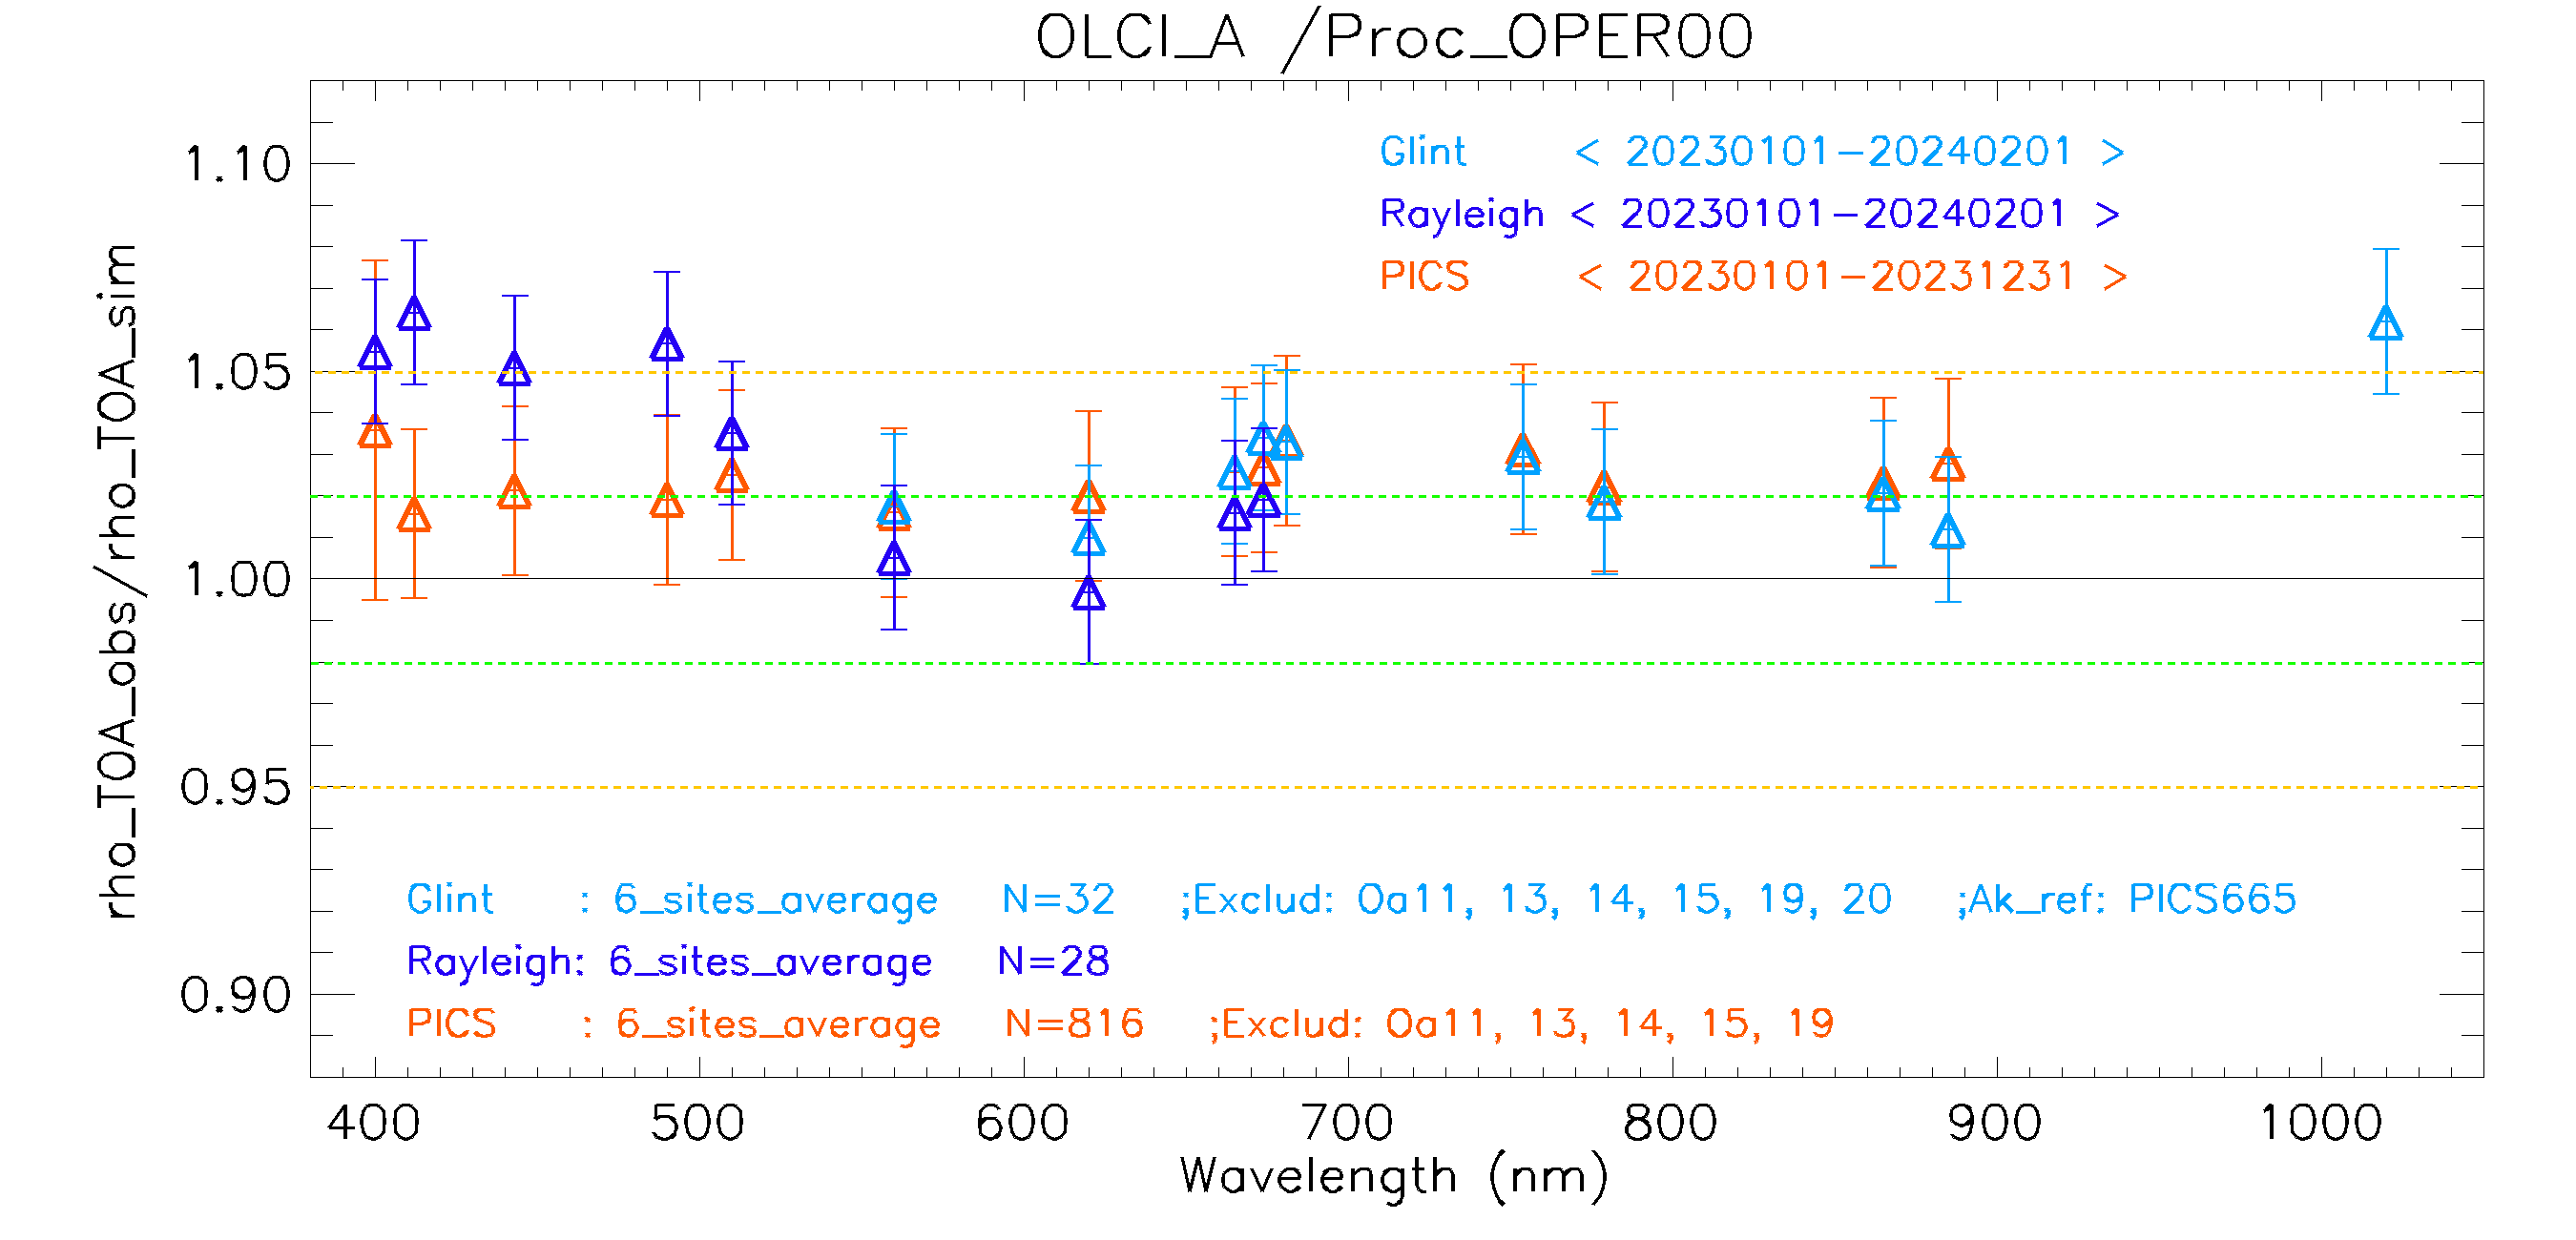 OLCI_A /Proc_OPER00
Glint < 20230101-20240201 >
Rayleigh < 20230101-20240201 >
PICS < 20230101-20231231 >
rho_TOA_obs/rho_TOA_sim
1.10
1.05
1.00
0.95
0.90
Glint : 6_sites_average N=32 ;Exclud: Oa11, 13, 14, 15, 19, 20 ;Ak_ref: PICS665
Rayleigh: 6_sites_average N=28
PICS : 6_sites_average N=816 ;Exclud: Oa11, 13, 14, 15, 19
400 500 600 700 800 900 1000
Wavelength (nm)